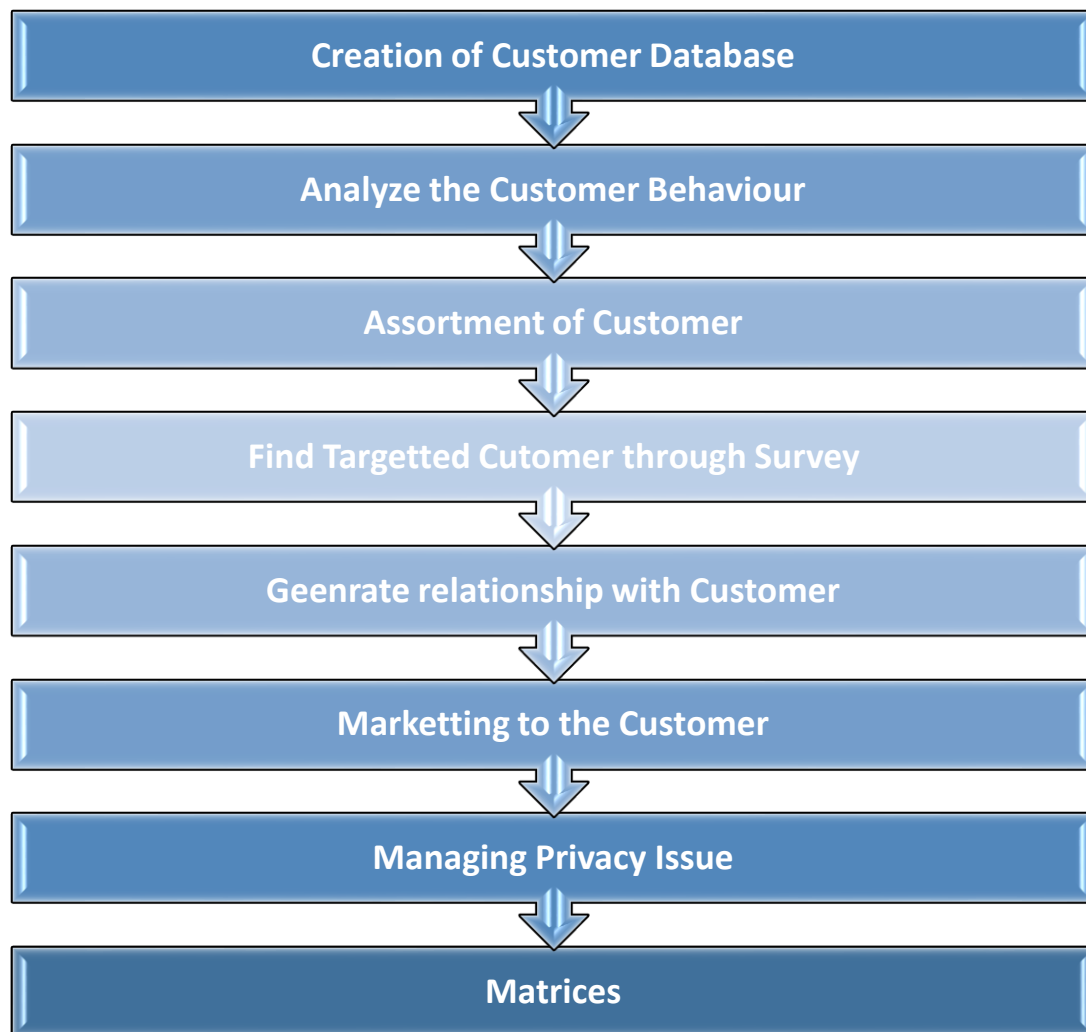 Creation of Customer Database
Analyze the Customer Behaviour
Assortment of Customer
Find Targetted Cutomer through Survey
Geenrate relationship with Customer
Marketting to the Customer
Managing Privacy Issue
Matrices